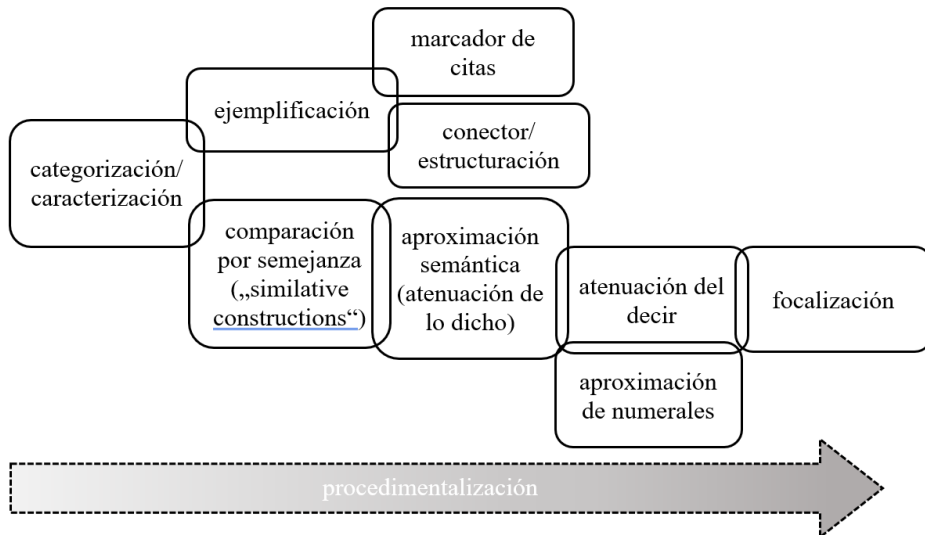 marcador de
citas
ejemplificación
conector/
estructuración
categorización/
caracterización
comparación
por semejanza
(„similative
constructions“)
aproximación
semántica
(atenuación de
lo dicho)
atenuación del
decir
focalización
aproximación
de numerales
procedimentalización